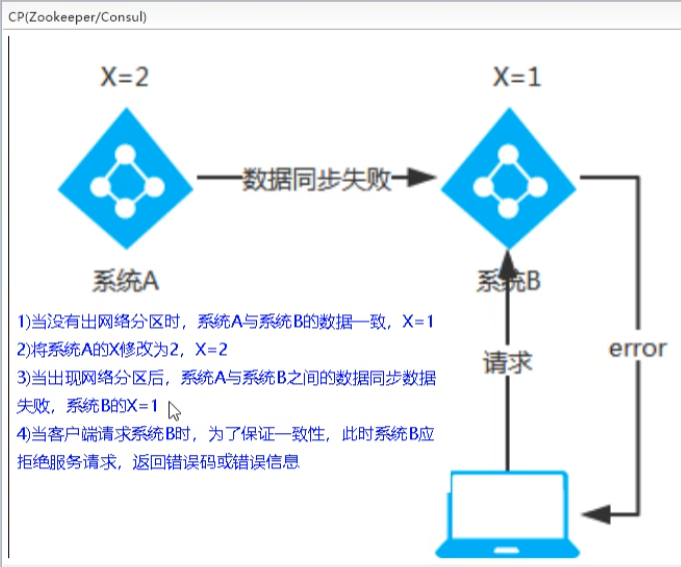 CP(Zookeeper/Consul)
X=2
X=1
数据同步失败
系统A
系统B
1)当没有出网络分区时，系统A与系统B的数据一致，X=1
2)将系统A的X修改为2，X=2
3)当出现网络分区后，系统A与系统B之间的数据同步数据
失败，系统B的X=1
4)当客户端请求系统B时，为了保证一致性，此时系统B应
拒绝服务请求，返回错误码或错误信息
请求
error